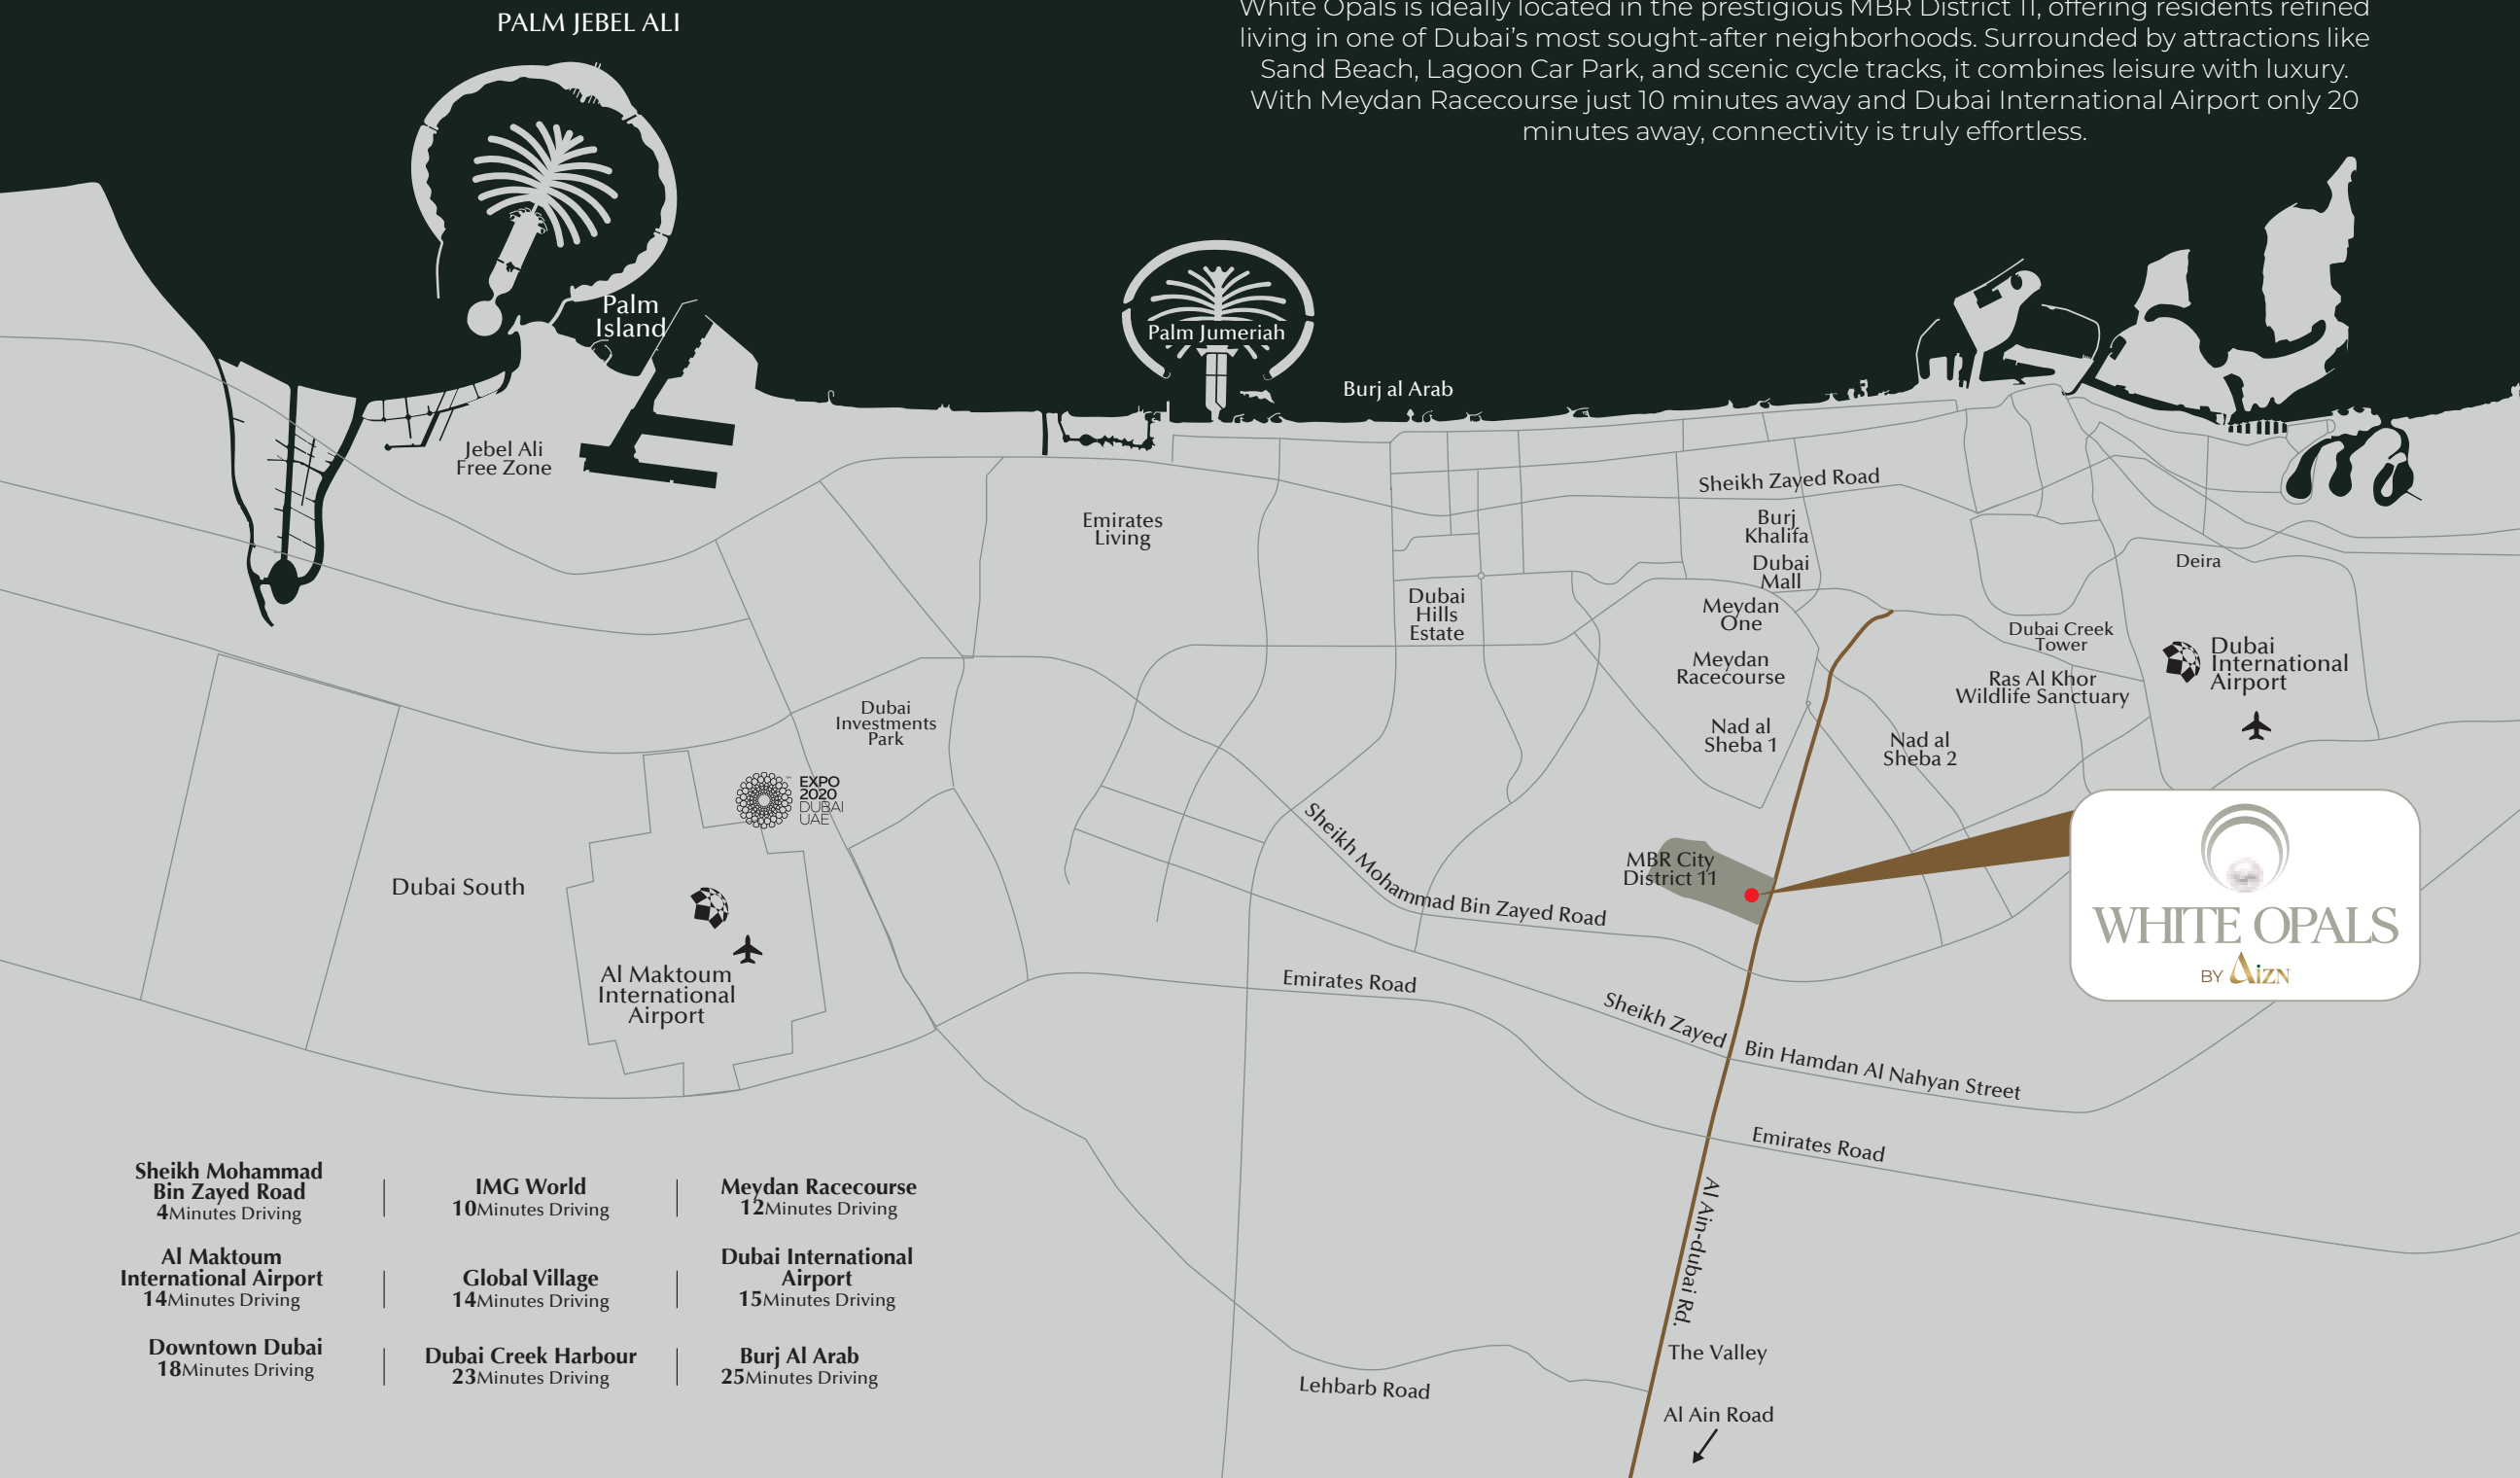 PALM JEBEL ALI
White Opals is ideally located in the prestigious MBR District 11, offering residents refined
living in one of Dubai's most sought-after neighborhoods. Surrounded by attractions like
Sand Beach, Lagoon Car Park, and scenic cycle tracks, it combines leisure with luxury.
With Meydan Racecourse just 10 minutes away and Dubai International Airport only 20
minutes away, connectivity is truly effortless.
Palm
Island
Palm Jumeriah
Burj al Arab
Jebel Ali
Free Zone
Sheikh Zayed Road
Emirates
Living
Burj
Khalifa
Dubai
Mall
Deira
Dubai
Hills
Estate
Meydan
One
Dubai Creek
Tower
Dubai
International
Airport
Meydan
Racecourse
Ras Al Khor
Wildlife Sanctuary
Dubai
Investments
Park
Nad al
Sheba 1
Nad al
Sheba 2
EXPO
2020
DUBAI
UAE
™
Sheikh Mohammad Bin Zayed Road
MBR City
District 11
Dubai South
WHITE OPALS
BY AiZN
Al Maktoum
International
Airport
Emirates Road
Sheikh Zayed Bin Hamdan Al Nahyan Street
Emirates Road
Al Ain-dubai Rd.
Sheikh Mohammad
Bin Zayed Road
4Minutes Driving
IMG World
10Minutes Driving
Meydan Racecourse
12Minutes Driving
Al Maktoum
International Airport
14Minutes Driving
Global Village
14Minutes Driving
Dubai International
Airport
15Minutes Driving
Downtown Dubai
18Minutes Driving
Dubai Creek Harbour
23Minutes Driving
Burj Al Arab
25Minutes Driving
The Valley
Lehbarb Road
Al Ain Road